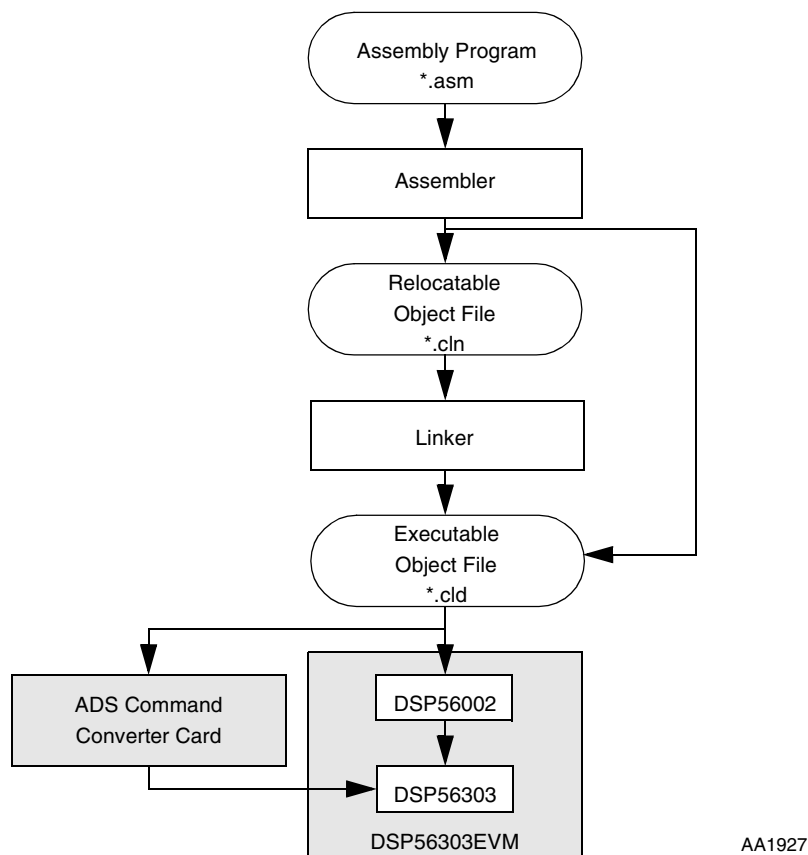 Assembly Program
*.asm
Assembler
Relocatable
Object File
*.cln
Linker
Executable
Object File
*.cld
ADS Command
Converter Card
DSP56002
DSP56303
DSP56303EVM
AA1927